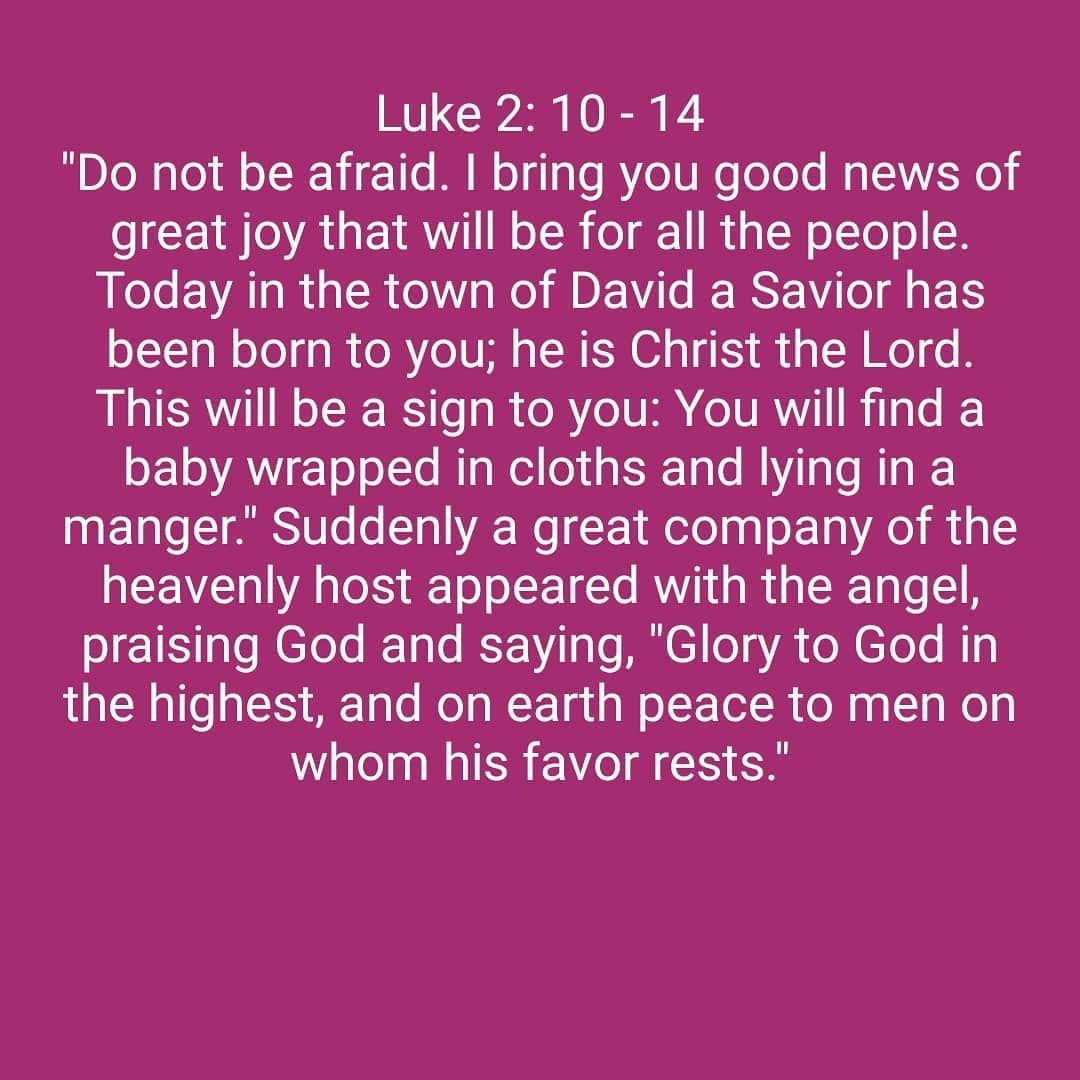 Luke 2: 10 - 14
"Do not be afraid. I bring you good news of
great joy that will be for all the people.
Today in the town of David a Savior has
been born to you; he is Christ the Lord.
This will be a sign to you: You will find a
baby wrapped in cloths and lying in a
manger." Suddenly a great company of the
heavenly host appeared with the angel,
praising God and saying, "Glory to God in
the highest, and on earth peace to men on
whom his favor rests."